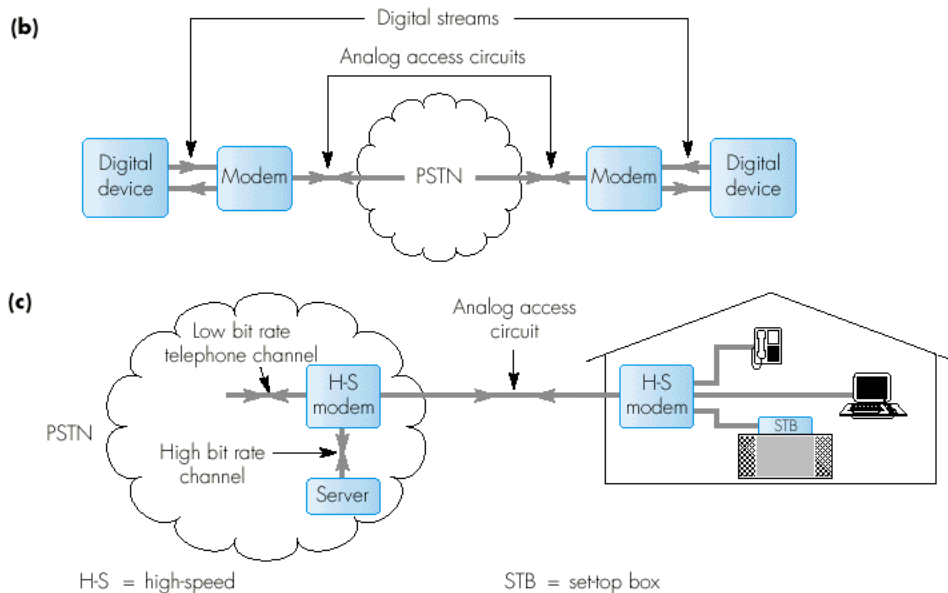 (b)
Digital streams
Analog access circuits
Digital
device
Modem
PSTN
Modem
Digital
device
(c)
Low bit rate
telephone channel
Analog access
circuit
H-S
modem
H-S
modem
PSTN
High bit rate
channel
STB
Server
H-S = high-speed
STB = set-top box